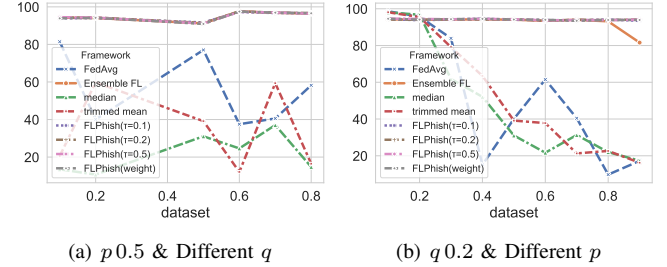 100
80
60
40
20
Framework
FedAvg
Ensemble FL
median
trimmed mean
FLPhish(τ=0.1)
FLPhish(τ=0.2)
FLPhish(τ=0.5)
FLPhish(weight)
0.2 0.4 0.6 0.8
dataset
(a) p 0.5 & Different q
100
80
60
40
20
Framework
FedAvg
Ensemble FL
median
trimmed mean
FLPhish(τ=0.1)
FLPhish(τ=0.2)
FLPhish(τ=0.5)
FLPhish(weight)
0.2 0.4 0.6 0.8
dataset
(b) q 0.2 & Different p